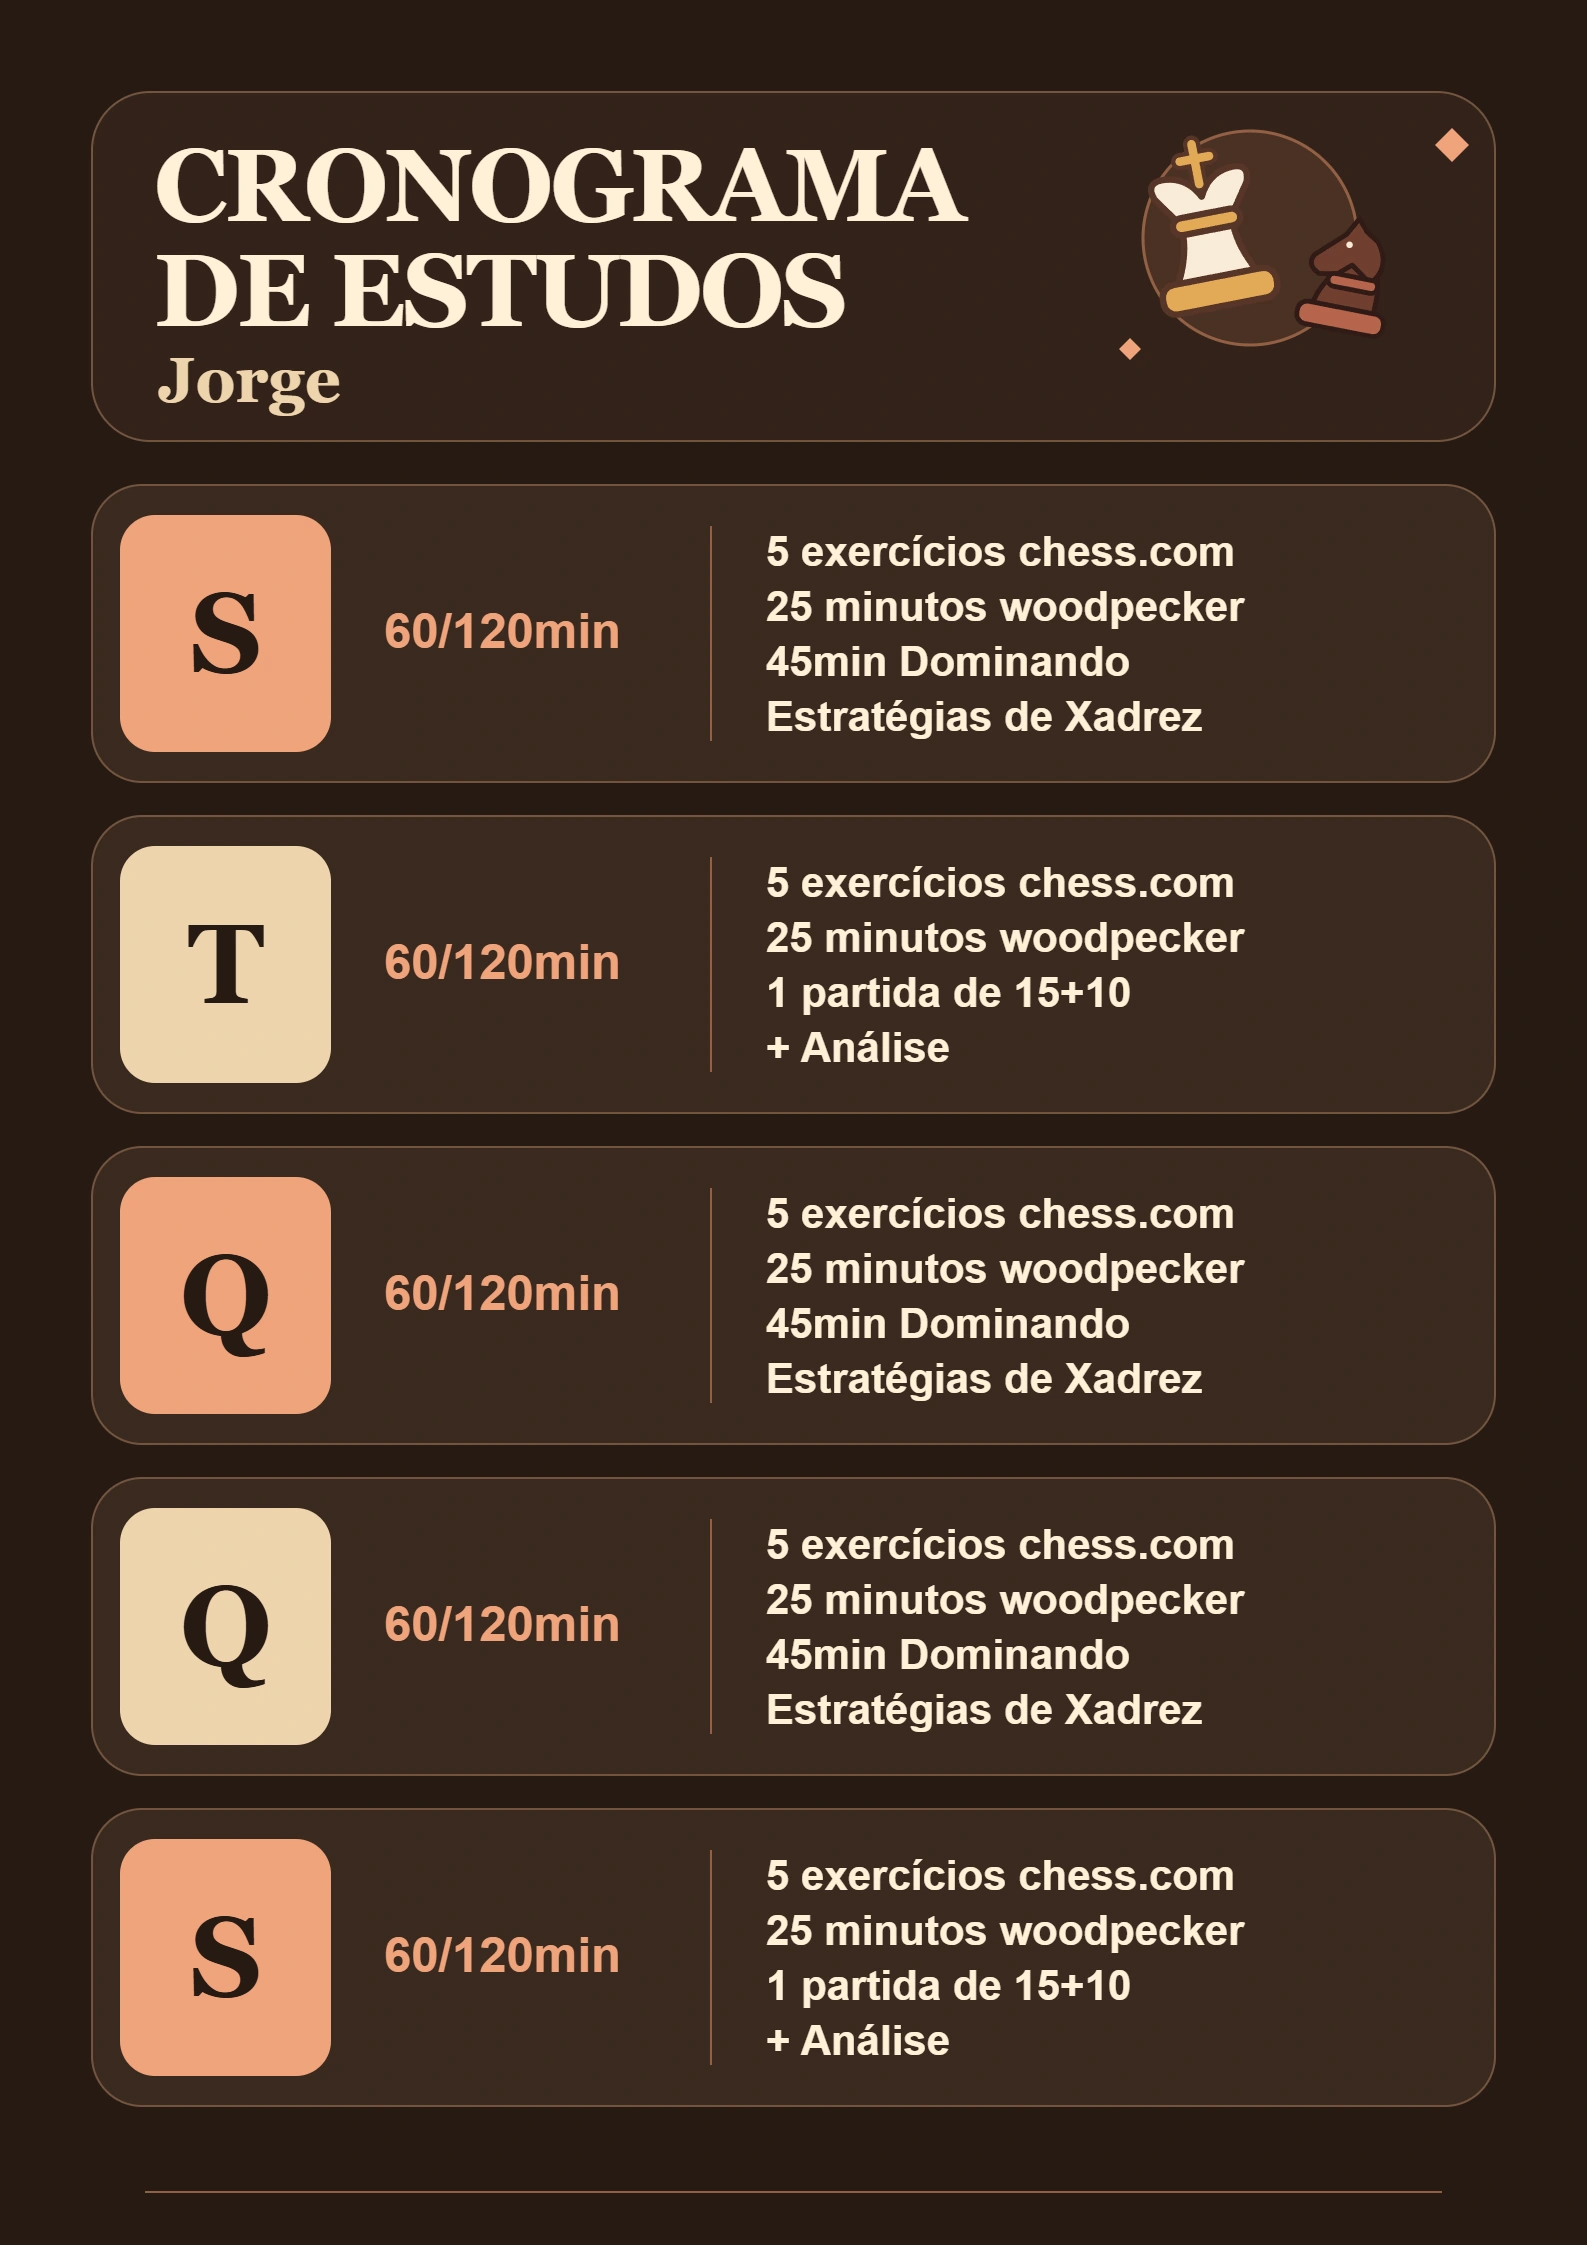 CRONOGRAMA
DE ESTUDOS
Jorge
S
60/120min
5 exercícios chess.com
25 minutos woodpecker
45min Dominando
Estratégias de Xadrez
T
60/120min
5 exercícios chess.com
25 minutos woodpecker
1 partida de 15+10
+ Análise
Q
60/120min
5 exercícios chess.com
25 minutos woodpecker
45min Dominando
Estratégias de Xadrez
Q
60/120min
5 exercícios chess.com
25 minutos woodpecker
45min Dominando
Estratégias de Xadrez
S
60/120min
5 exercícios chess.com
25 minutos woodpecker
1 partida de 15+10
+ Análise